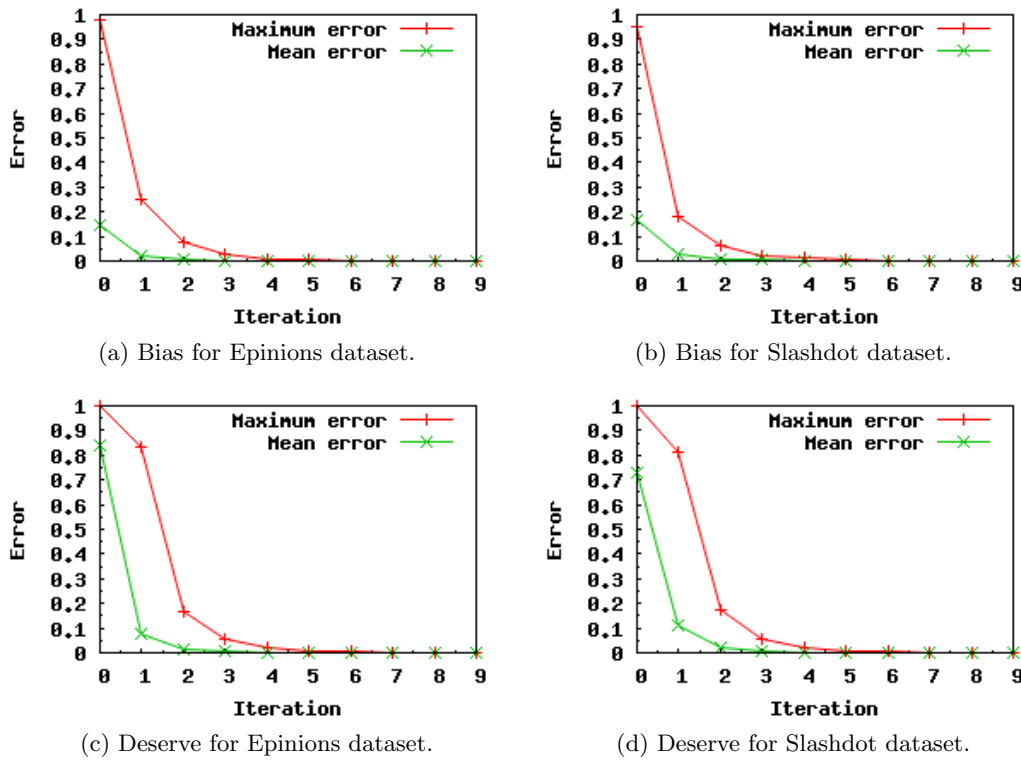 1
0.9
0.8
0.7
0.6
0.5
0.4
0.3
0.2
0.1
0
Error
Maximum error
Mean error
0 1 2 3 4 5 6 7 8 9
Iteration
(a) Bias for Epinions dataset.
1
0.9
0.8
0.7
0.6
0.5
0.4
0.3
0.2
0.1
0
Error
Maximum error
Mean error
0 1 2 3 4 5 6 7 8 9
Iteration
(b) Bias for Slashdot dataset.
1
0.9
0.8
0.7
0.6
0.5
0.4
0.3
0.2
0.1
0
Error
Maximum error
Mean error
0 1 2 3 4 5 6 7 8 9
Iteration
(c) Deserve for Epinions dataset.
1
0.9
0.8
0.7
0.6
0.5
0.4
0.3
0.2
0.1
0
Error
Maximum error
Mean error
0 1 2 3 4 5 6 7 8 9
Iteration
(d) Deserve for Slashdot dataset.